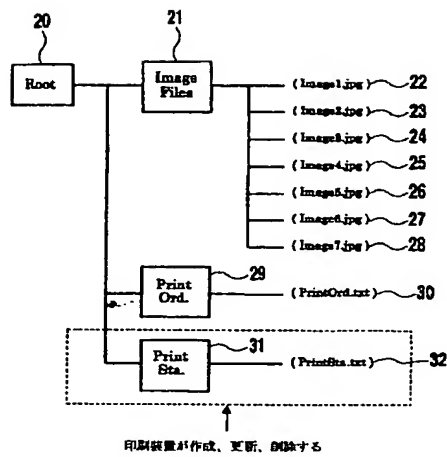 20
21
Root
Image
Files
(Image1.jpg) 22
(Image2.jpg) 23
(Image3.jpg) 24
(Image4.jpg) 25
(Image5.jpg) 26
(Image6.jpg) 27
(Image7.jpg) 28
29
Print
Ord.
(PrintOrd.txt) 30
31
Print
Sta.
(PrintSta.txt) 32
印刷装置が作成、更新、削除する